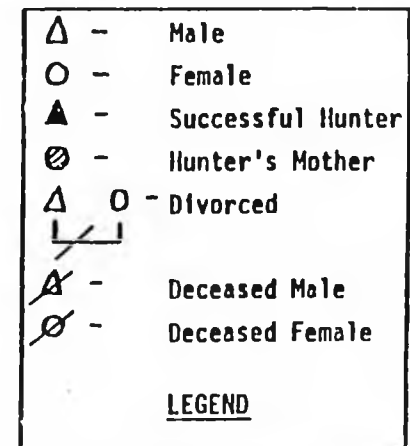 Δ - Male
O - Female
▲ - Successful Hunter
- Hunter's Mother
Δ O - Divorced
- Deceased Male
- Deceased Female
LEGEND